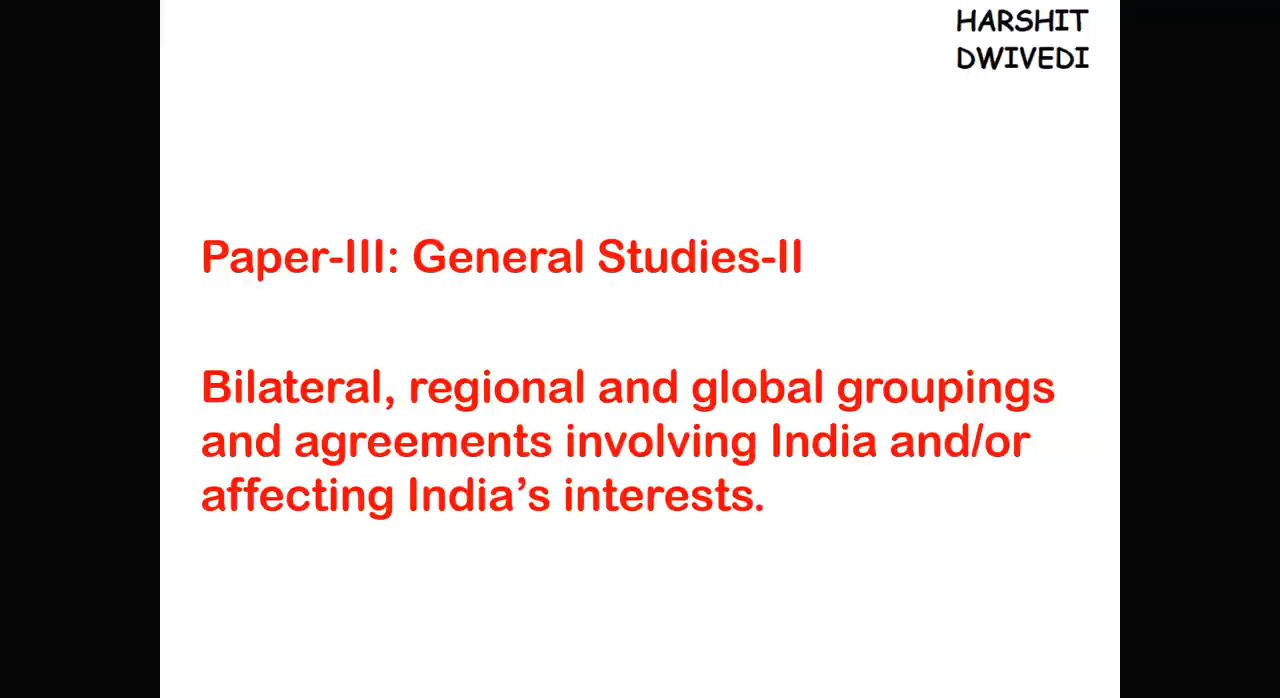 HARSHIT
DWIVEDI
Paper-III: General Studies-II
Bilateral, regional and global groupings
and agreements involving India and/or
affecting India’s interests.